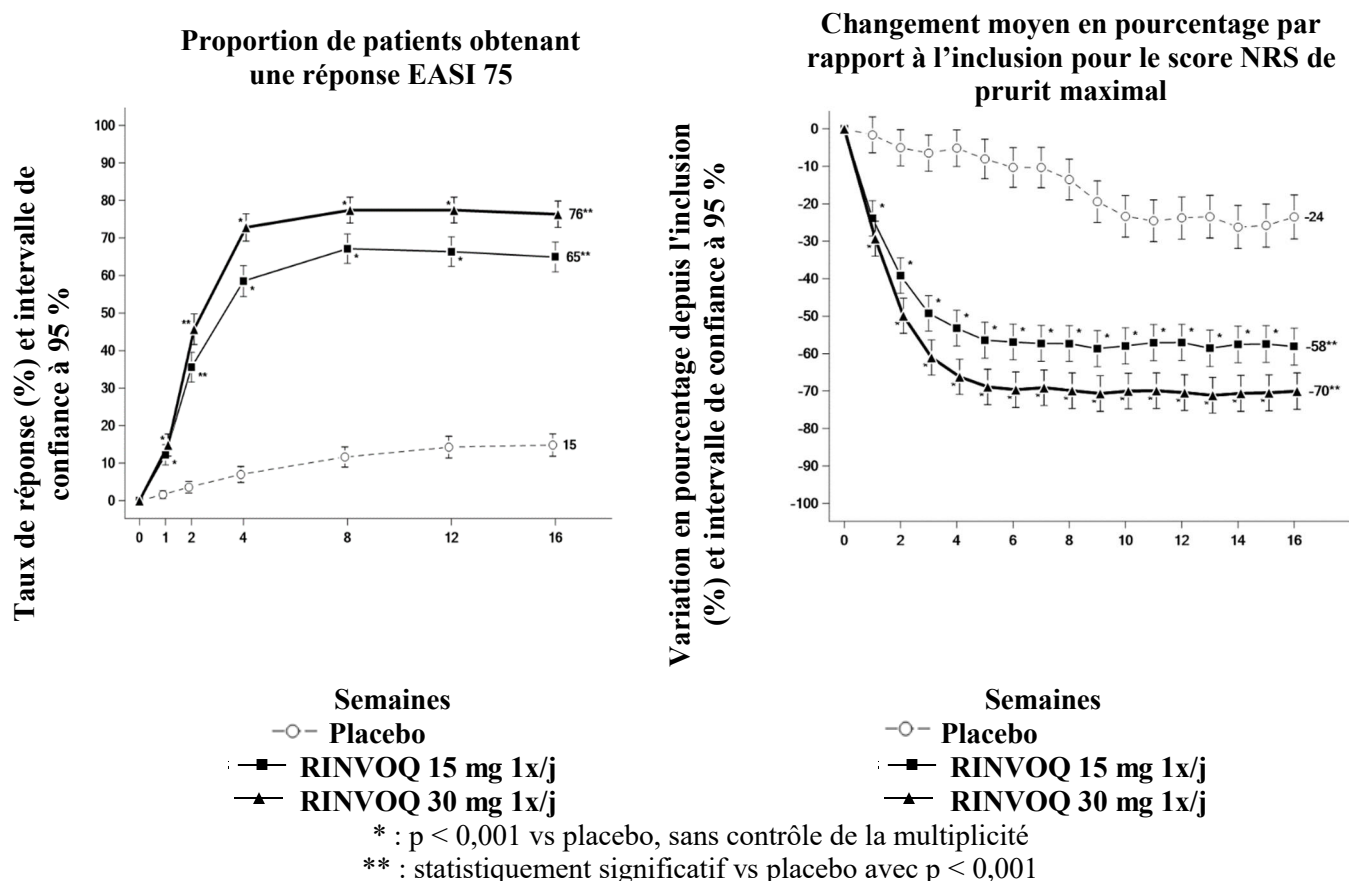 Proportion de patients obtenant
une réponse EASI 75
Taux de réponse (%) et intervalle de
confiance à 95 %
100
90
80
70
60
50
40
30
20
10
0
0 1 2 4 8 12 16
* * ** ** * * * * * *
76**
65**
15
Semaines
Placebo
RINVOQ 15 mg 1x/j
RINVOQ 30 mg 1x/j
Changement moyen en pourcentage par
rapport à l’inclusion pour le score NRS de
prurit maximal
Variation en pourcentage depuis l'inclusion
(%) et intervalle de confiance à 95 %
0
-10
-20
-30
-40
-50
-60
-70
-80
-90
-100
0 2 4 6 8 10 12 14 16
* * * * * * * * * * * * * * *
* * * * * * * * * * * * * * *
-24
-58**
-70**
Semaines
Placebo
RINVOQ 15 mg 1x/j
RINVOQ 30 mg 1x/j
* : p < 0,001 vs placebo, sans contrôle de la multiplicité
** : statistiquement significatif vs placebo avec p < 0,001